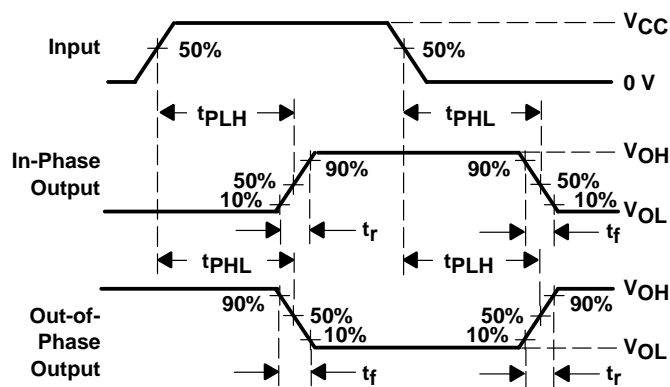 VCC
Input
50%
50%
0 V
tPLH
tPHL
In-Phase
Output
VOH
90%
90%
50%
50%
10%
10%
VOL
tr
tf
tPHL
tPLH
VOH
90%
90%
Out-of-
Phase
Output
50%
50%
10%
10%
VOL
tf
tr